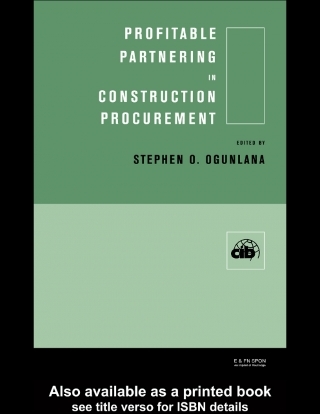 PROFITABLE
PARTNERING
IN
CONSTRUCTION
PROCUREMENT
EDITED BY
STEPHEN O. OGUNLANA
cib
E & FN SPON
Also available as a printed book
see title verso for ISBN details